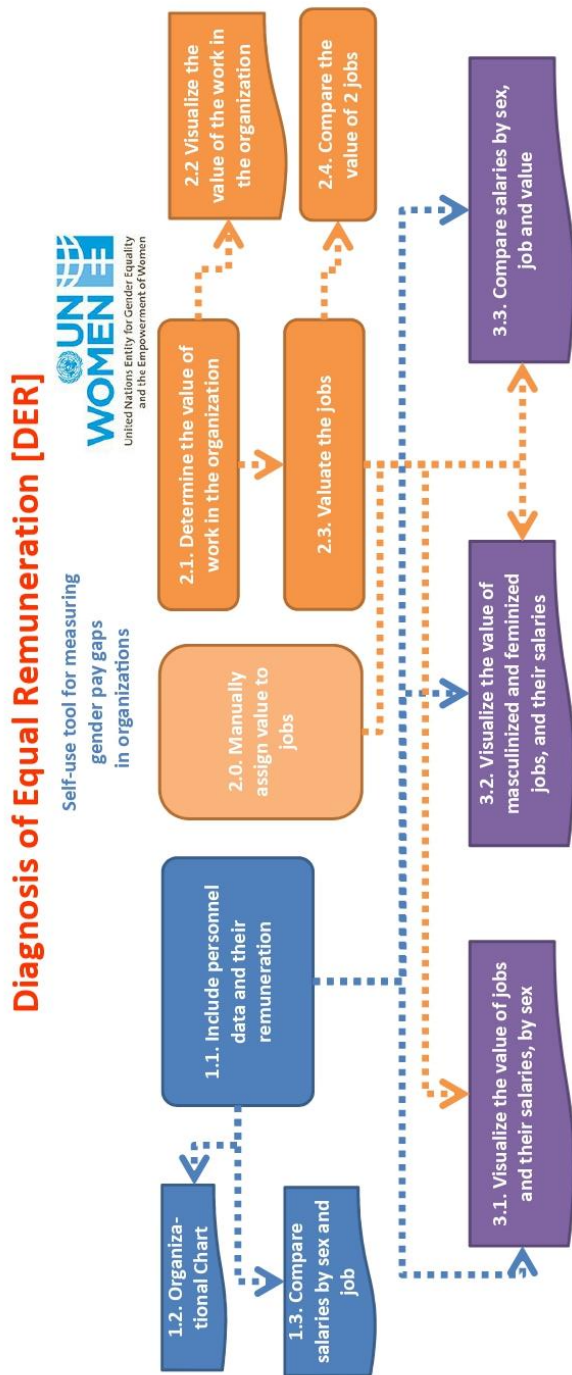 Diagnosis of Equal Remuneration [DER]
Self-use tool for measuring
gender pay gaps
in organizations
UN
WOMEN
United Nations Entity for Gender Equality
and the Empowerment of Women
1.2. Organiza-
tional Chart
1.3. Compare
salaries by sex and
job
1.1. Include personnel
data and their
remuneration
2.0. Manually
assign value to
jobs
2.1. Determine the value of
work in the organization
2.3. Valuate the jobs
2.2 Visualize the
value of the work in
the organization
2.4. Compare the
value of 2 jobs
3.1. Visualize the value of jobs
and their salaries, by sex
3.2. Visualize the value of
masculinized and feminized
jobs, and their salaries
3.3. Compare salaries by sex,
job and value